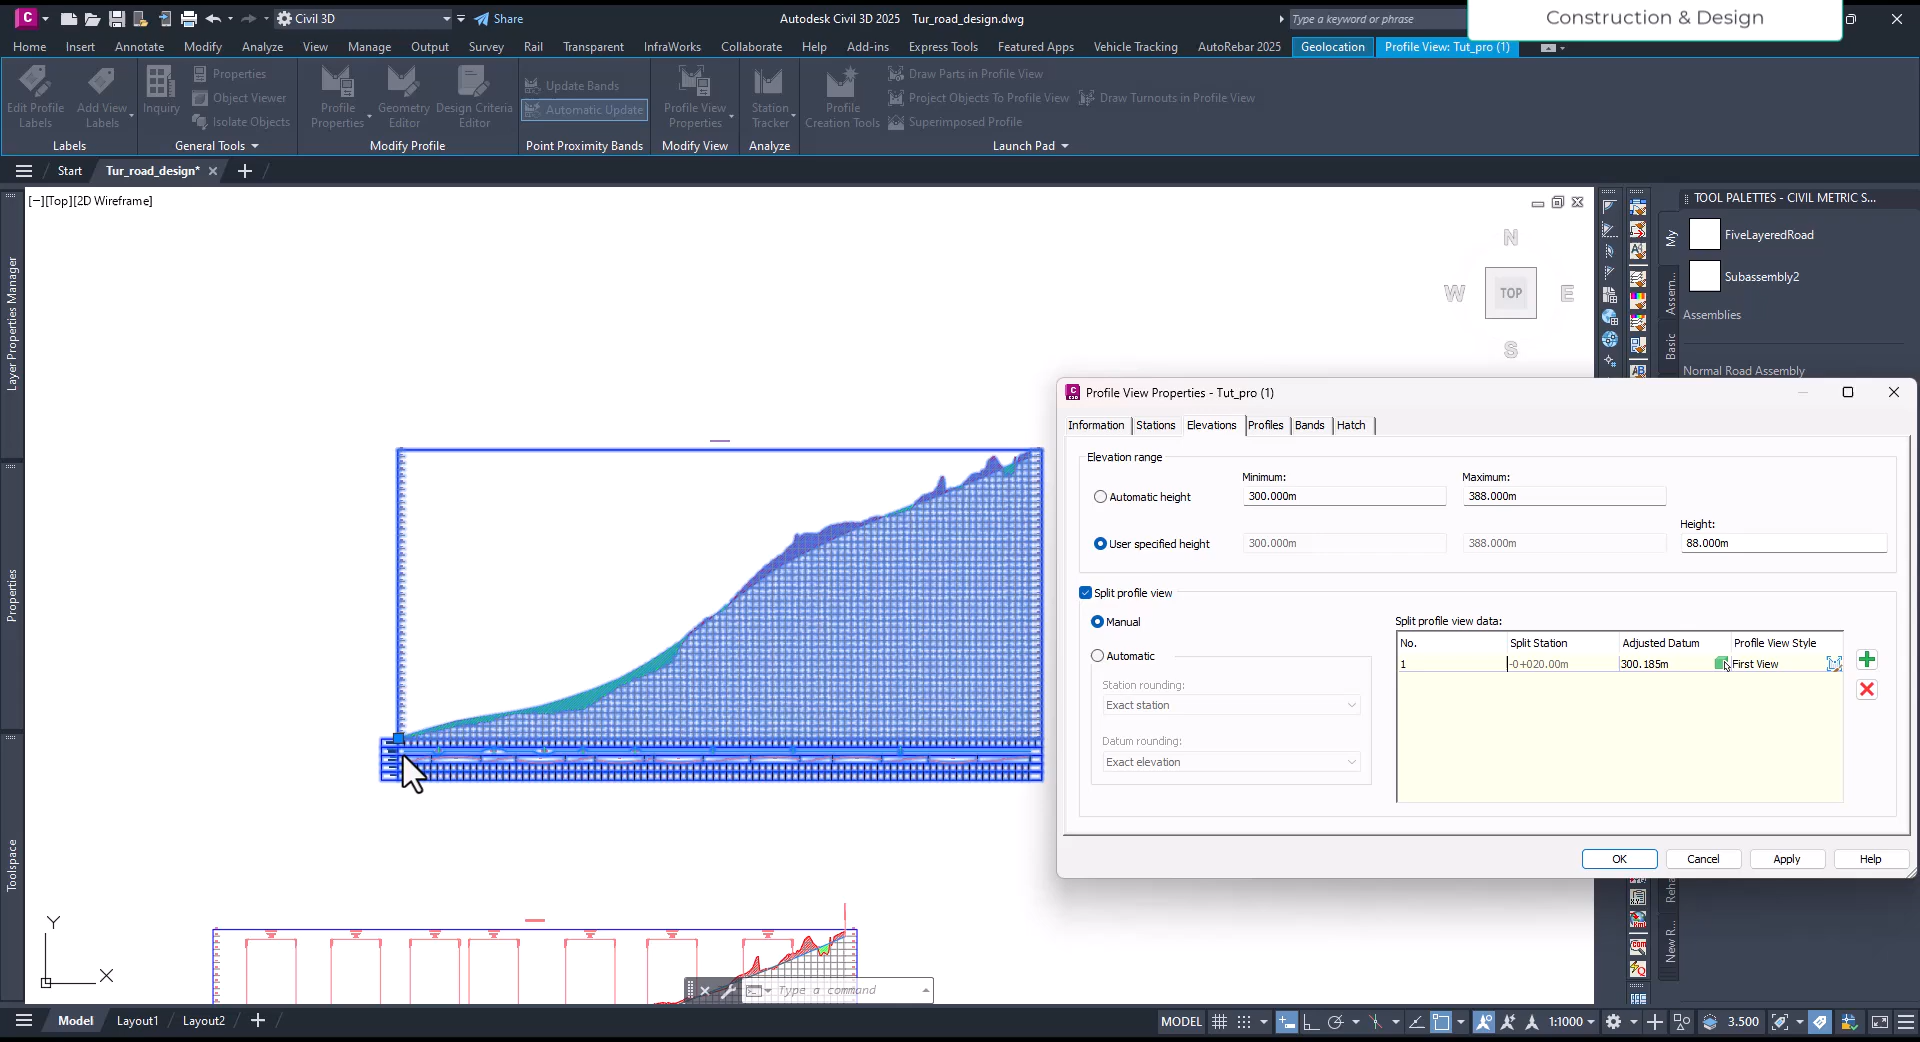 Civil 3D
Share
Autodesk Civil 3D 2025 Tur_road_design.dwg
Type a keyword or phrase
Construction & Design
Home Insert Annotate Modify Analyze View Manage Output Survey Rail Transparent InfraWorks Collaborate Help Add-ins Express Tools Featured Apps Vehicle Tracking AutoRebar 2025 Geolocation Profile View: Tut_pro (1)
Edit Profile Labels
Add View Labels
Inquiry
Properties
Object Viewer
Isolate Objects
Profile Properties
Geometry Editor
Design Criteria Editor
Update Bands
Automatic Update
Profile View Properties
Station Tracker
Profile Creation Tools
Draw Parts in Profile View
Project Objects To Profile View
Draw Turnouts in Profile View
Superimposed Profile
Labels General Tools Modify Profile Point Proximity Bands Modify View Analyze Launch Pad
Start Tur_road_design*
[−][Top][2D Wireframe]
Layer Properties Manager
Properties
Toolspace
N
W TOP E
S
TOOL PALETTES - CIVIL METRIC S...
My
FiveLayeredRoad
Subassembly2
Assem...
Assemblies
Basic
Normal Road Assembly
Profile View Properties - Tut_pro (1)
Information Stations Elevations Profiles Bands Hatch
Elevation range
Minimum: Maximum:
Automatic height 300.000m 388.000m
Height:
User specified height 300.000m 388.000m 88.000m
Split profile view
Manual
Split profile view data:
No. Split Station Adjusted Datum Profile View Style
1 -0+020.00m 300.185m First View
Automatic
Station rounding:
Exact station
Datum rounding:
Exact elevation
OK Cancel Apply Help
Reha
New R...
Y
X
Type a command
Model Layout1 Layout2
MODEL 1:1000 3.500